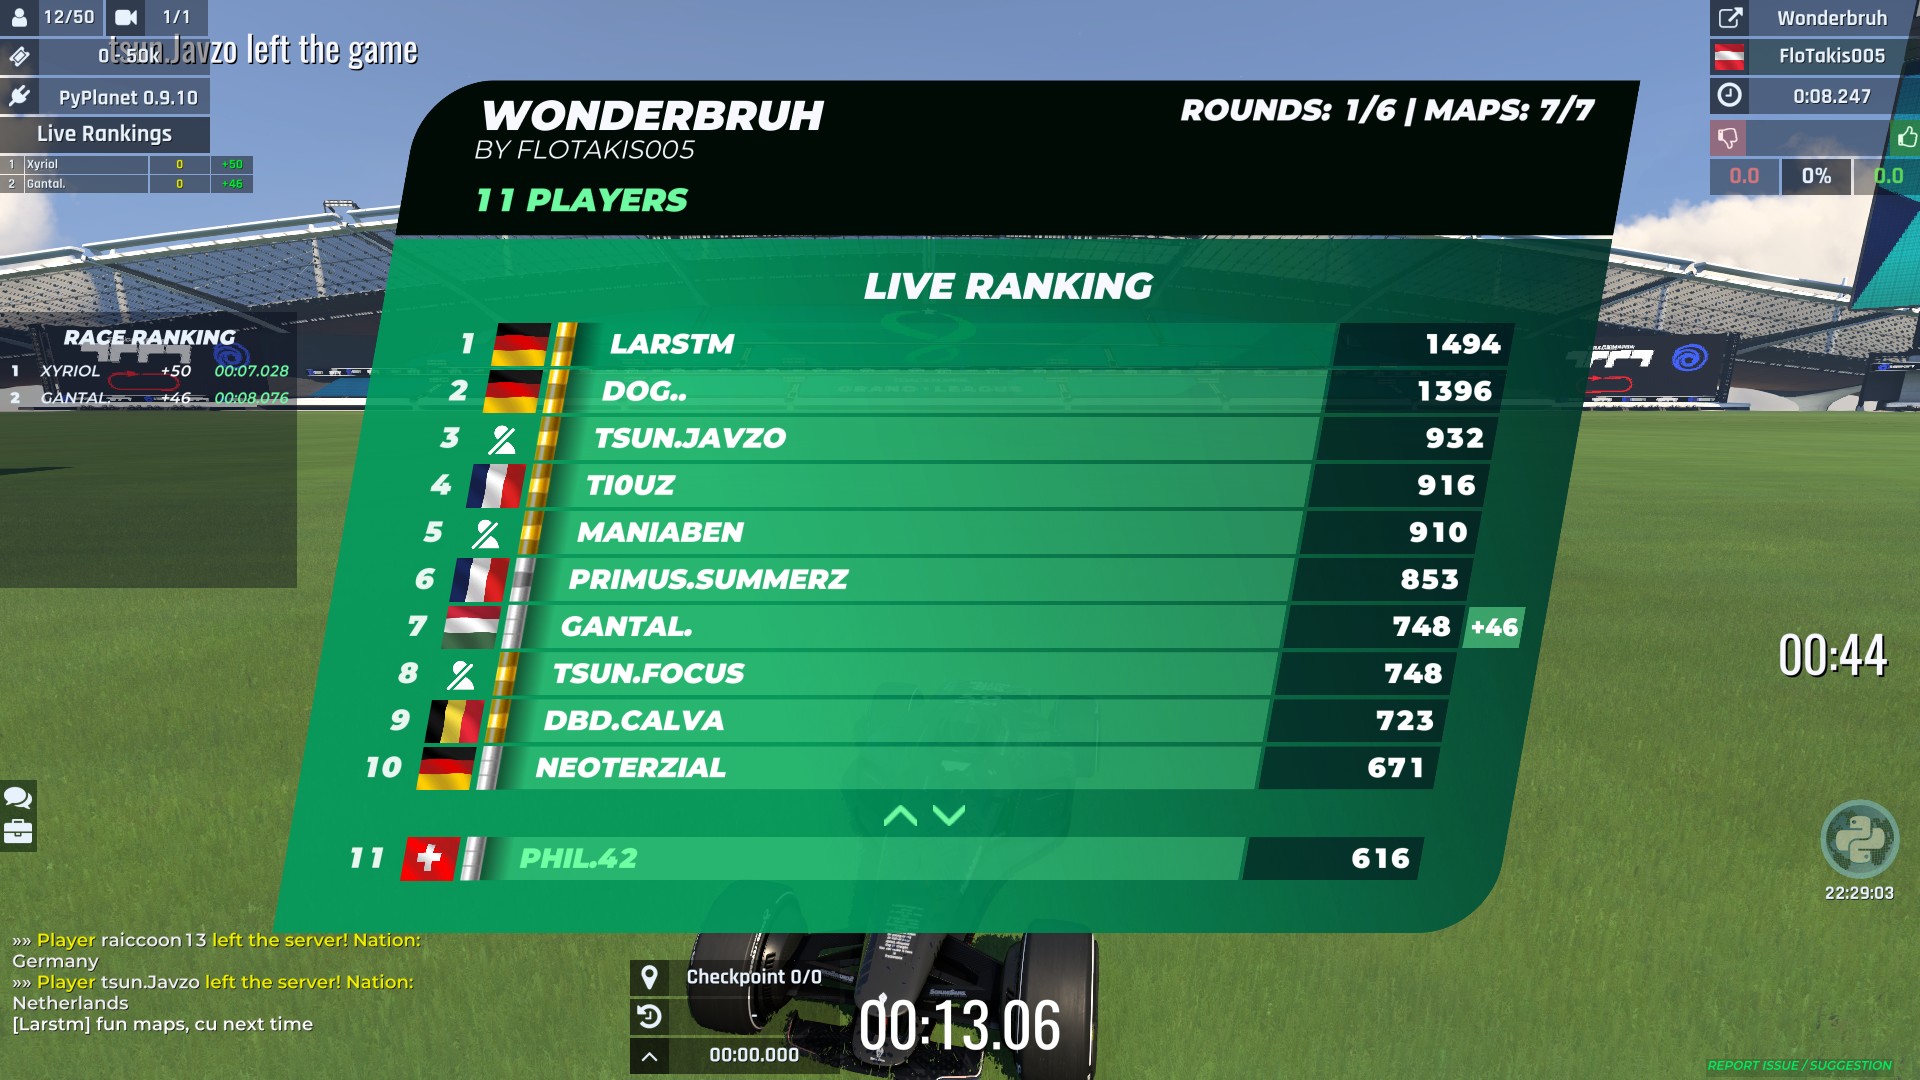 12/50
1/1
tsun.Javzo left the game
0 - 50k
PyPlanet 0.9.10
Live Rankings
1 Xyriol 0 +50
2 Gantal. 0 +46
WONDERBRUH
BY FLOTAKIS005
11 PLAYERS
ROUNDS: 1/6 | MAPS: 7/7
Wonderbruh
FloTakis005
0:08.247
0.0 0% 0.0
RACE RANKING
1 XYRIOL +50 00:07.028
2 GANTAL. +46 00:08.076
LIVE RANKING
1 LARSTM 1494
2 DOG.. 1396
3 TSUN.JAVZO 932
4 TI0UZ 916
5 MANIABEN 910
6 PRIMUS.SUMMERZ 853
7 GANTAL. 748 +46
8 TSUN.FOCUS 748
9 DBD.CALVA 723
10 NEOTERZIAL 671
11 PHIL.42 616
00:44
22:29:03
»» Player raiccoon13 left the server! Nation:
Germany
»» Player tsun.Javzo left the server! Nation:
Netherlands
[Larstm] fun maps, cu next time
Checkpoint 0/0
00:00.000
00:13.06
REPORT ISSUE / SUGGESTION